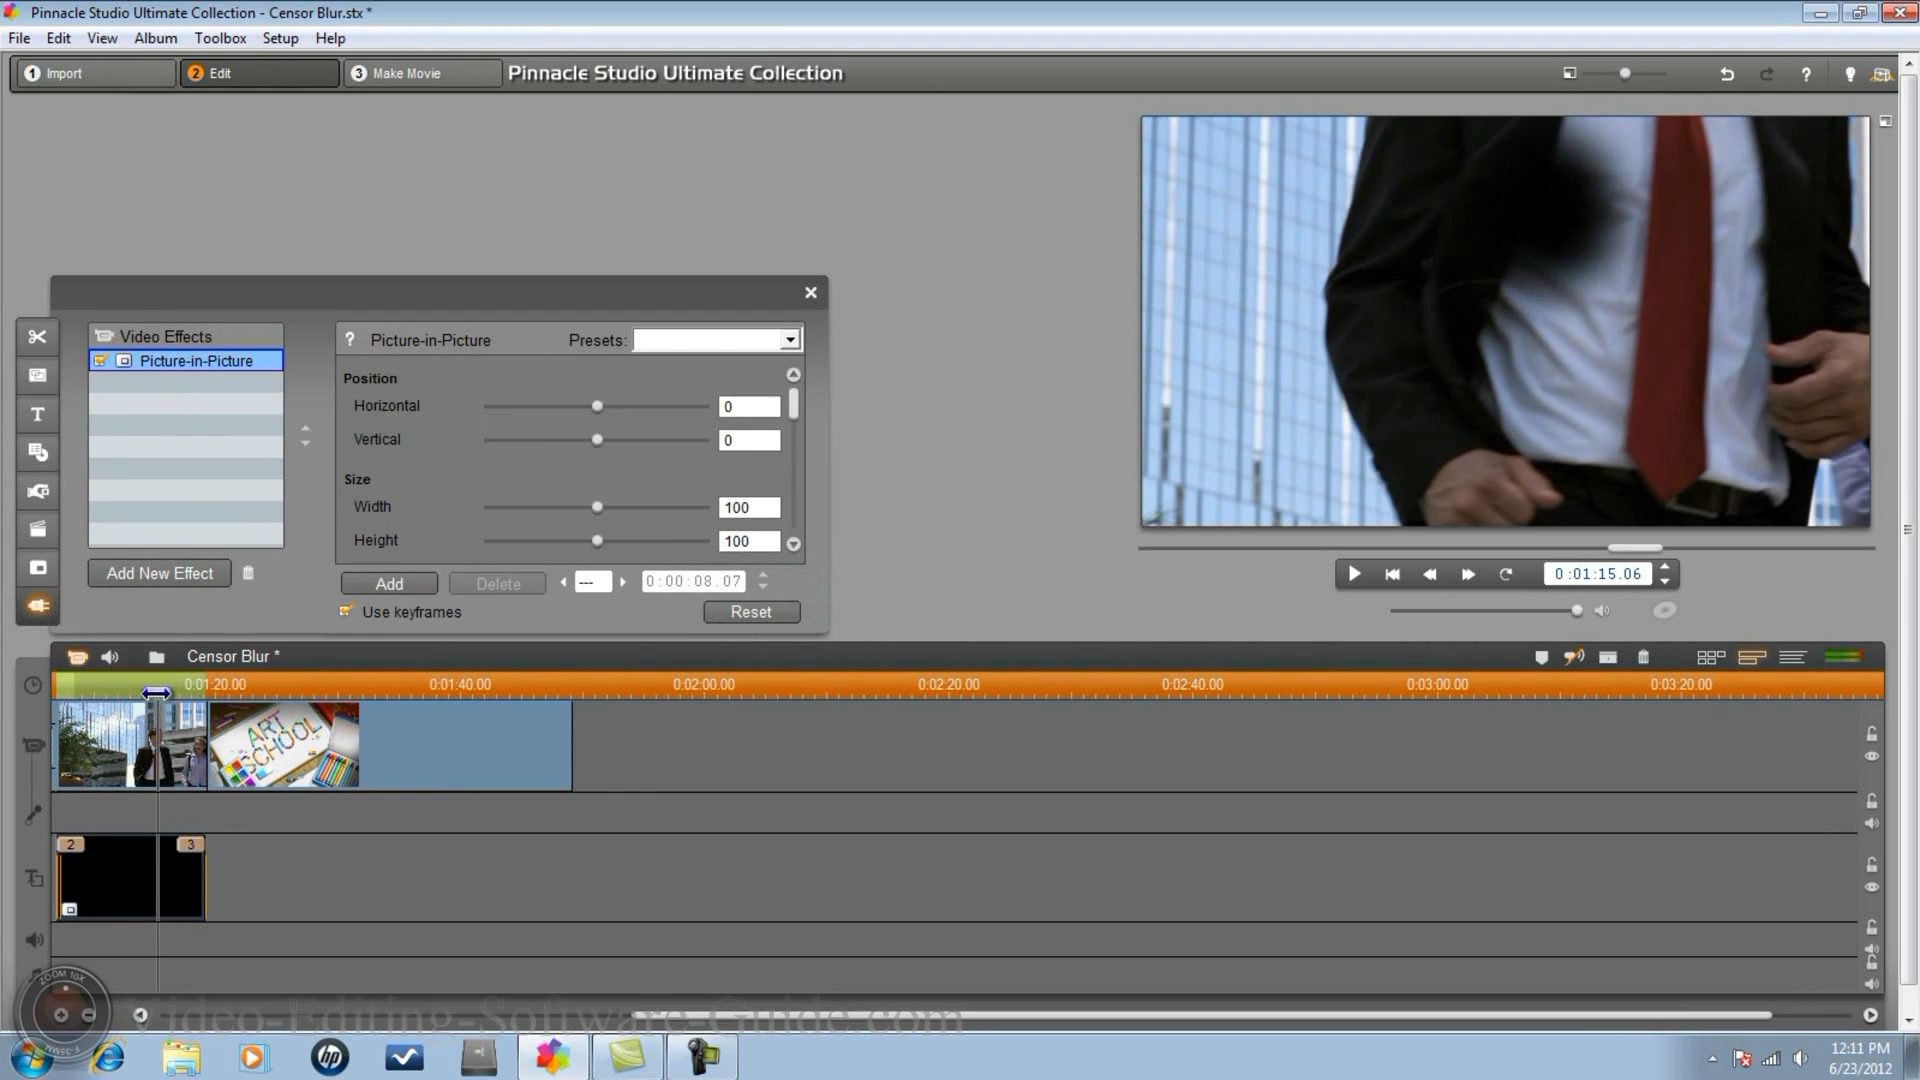 Pinnacle Studio Ultimate Collection - Censor Blur.stx *
File Edit View Album Toolbox Setup Help
1 Import 2 Edit 3 Make Movie Pinnacle Studio Ultimate Collection ?
Video Effects
Picture-in-Picture
Add New Effect
? Picture-in-Picture Presets:
Position
Horizontal 0
Vertical 0
Size
Width 100
Height 100
Add Delete --- 0:00:08.07
Use keyframes Reset
0:01:15.06
T
Censor Blur *
0:01:20.00 0:01:40.00 0:02:00.00 0:02:20.00 0:02:40.00 0:03:00.00 0:03:20.00
ART SCHOOL
2 3
ZOOM 10X
F-35MM
Video-Editing-Software-Guide.com
hp
12:11 PM
6/23/2012